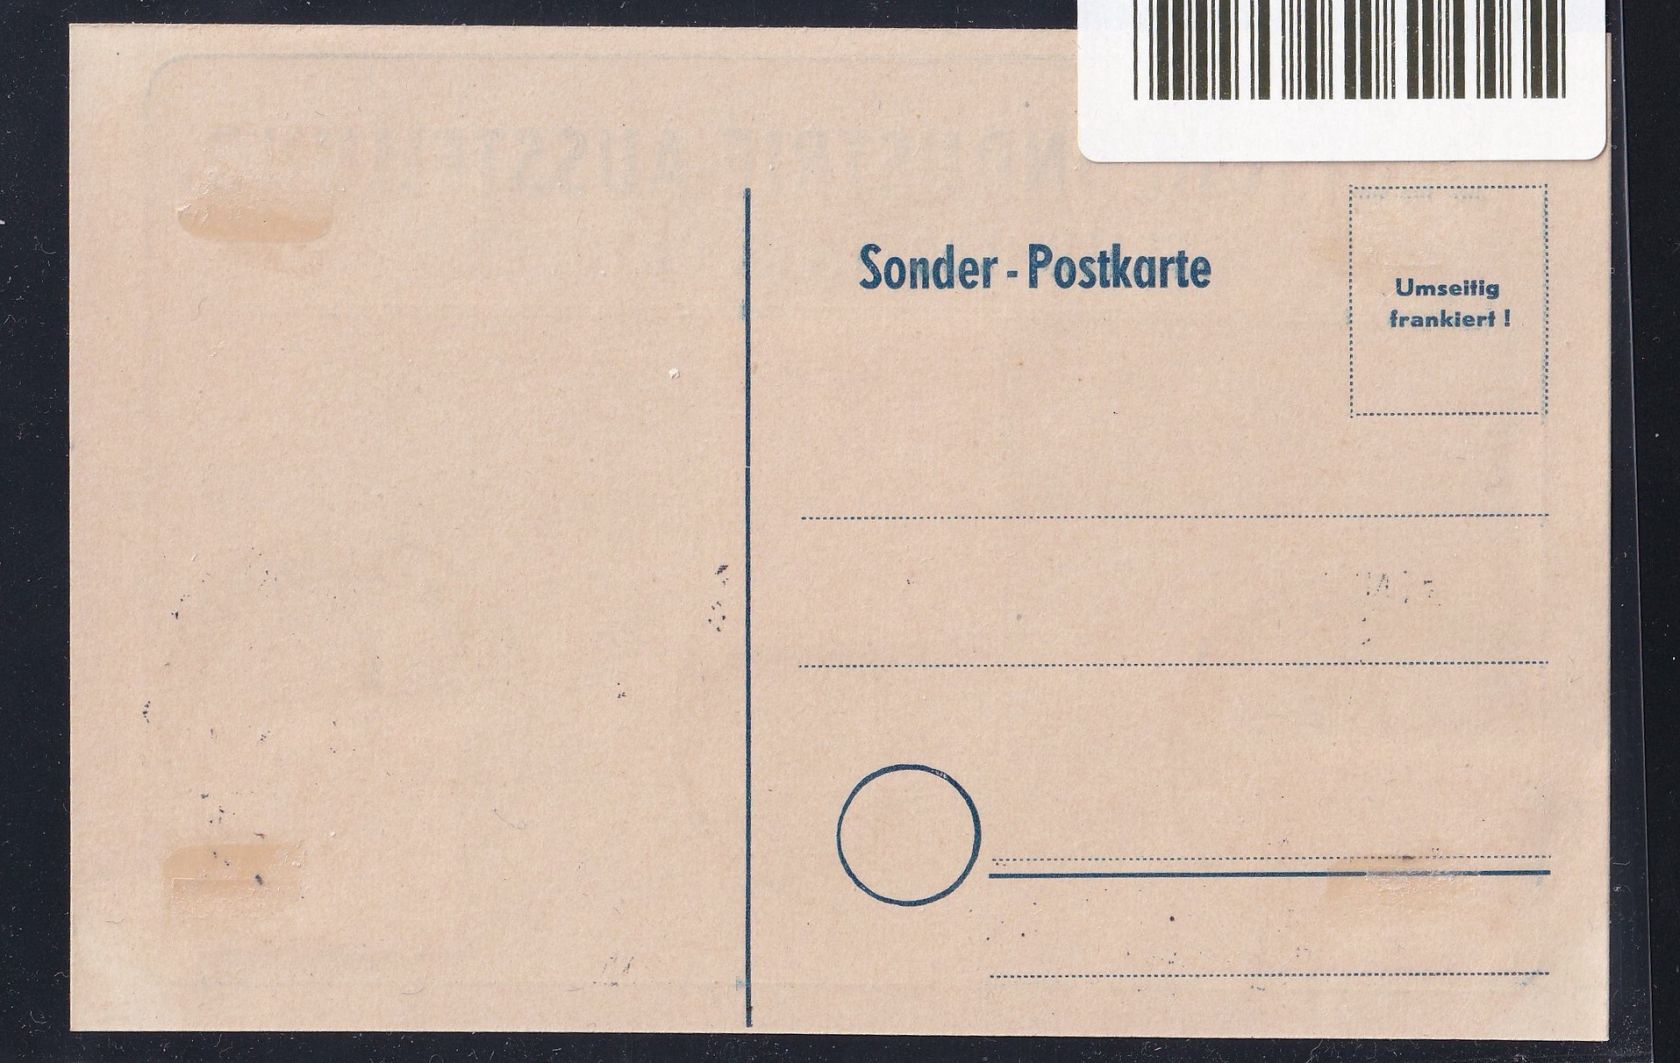 Sonder - Postkarte
Umseitig
frankiert !